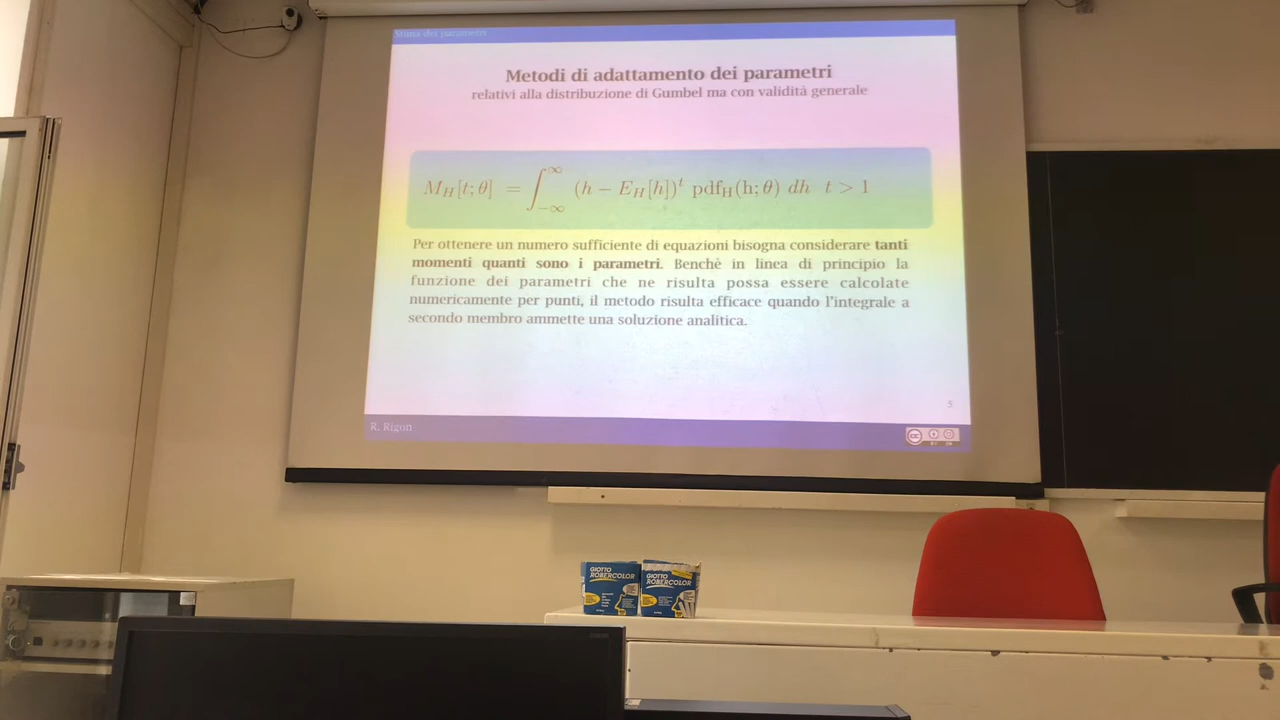 Stima dei parametri
Metodi di adattamento dei parametri
relativi alla distribuzione di Gumbel ma con validità generale
M_H[t; θ] = ∫_{-∞}^{∞} (h − E_H[h])^t pdf_H(h; θ) dh t > 1
Per ottenere un numero sufficiente di equazioni bisogna considerare tanti
momenti quanti sono i parametri. Benchè in linea di principio la
funzione dei parametri che ne risulta possa essere calcolate
numericamente per punti, il metodo risulta efficace quando l'integrale a
secondo membro ammette una soluzione analitica.
5
R. Rigon
cc
GIOTTO
ROBERCOLOR
GIOTTO
ROBERCOLOR